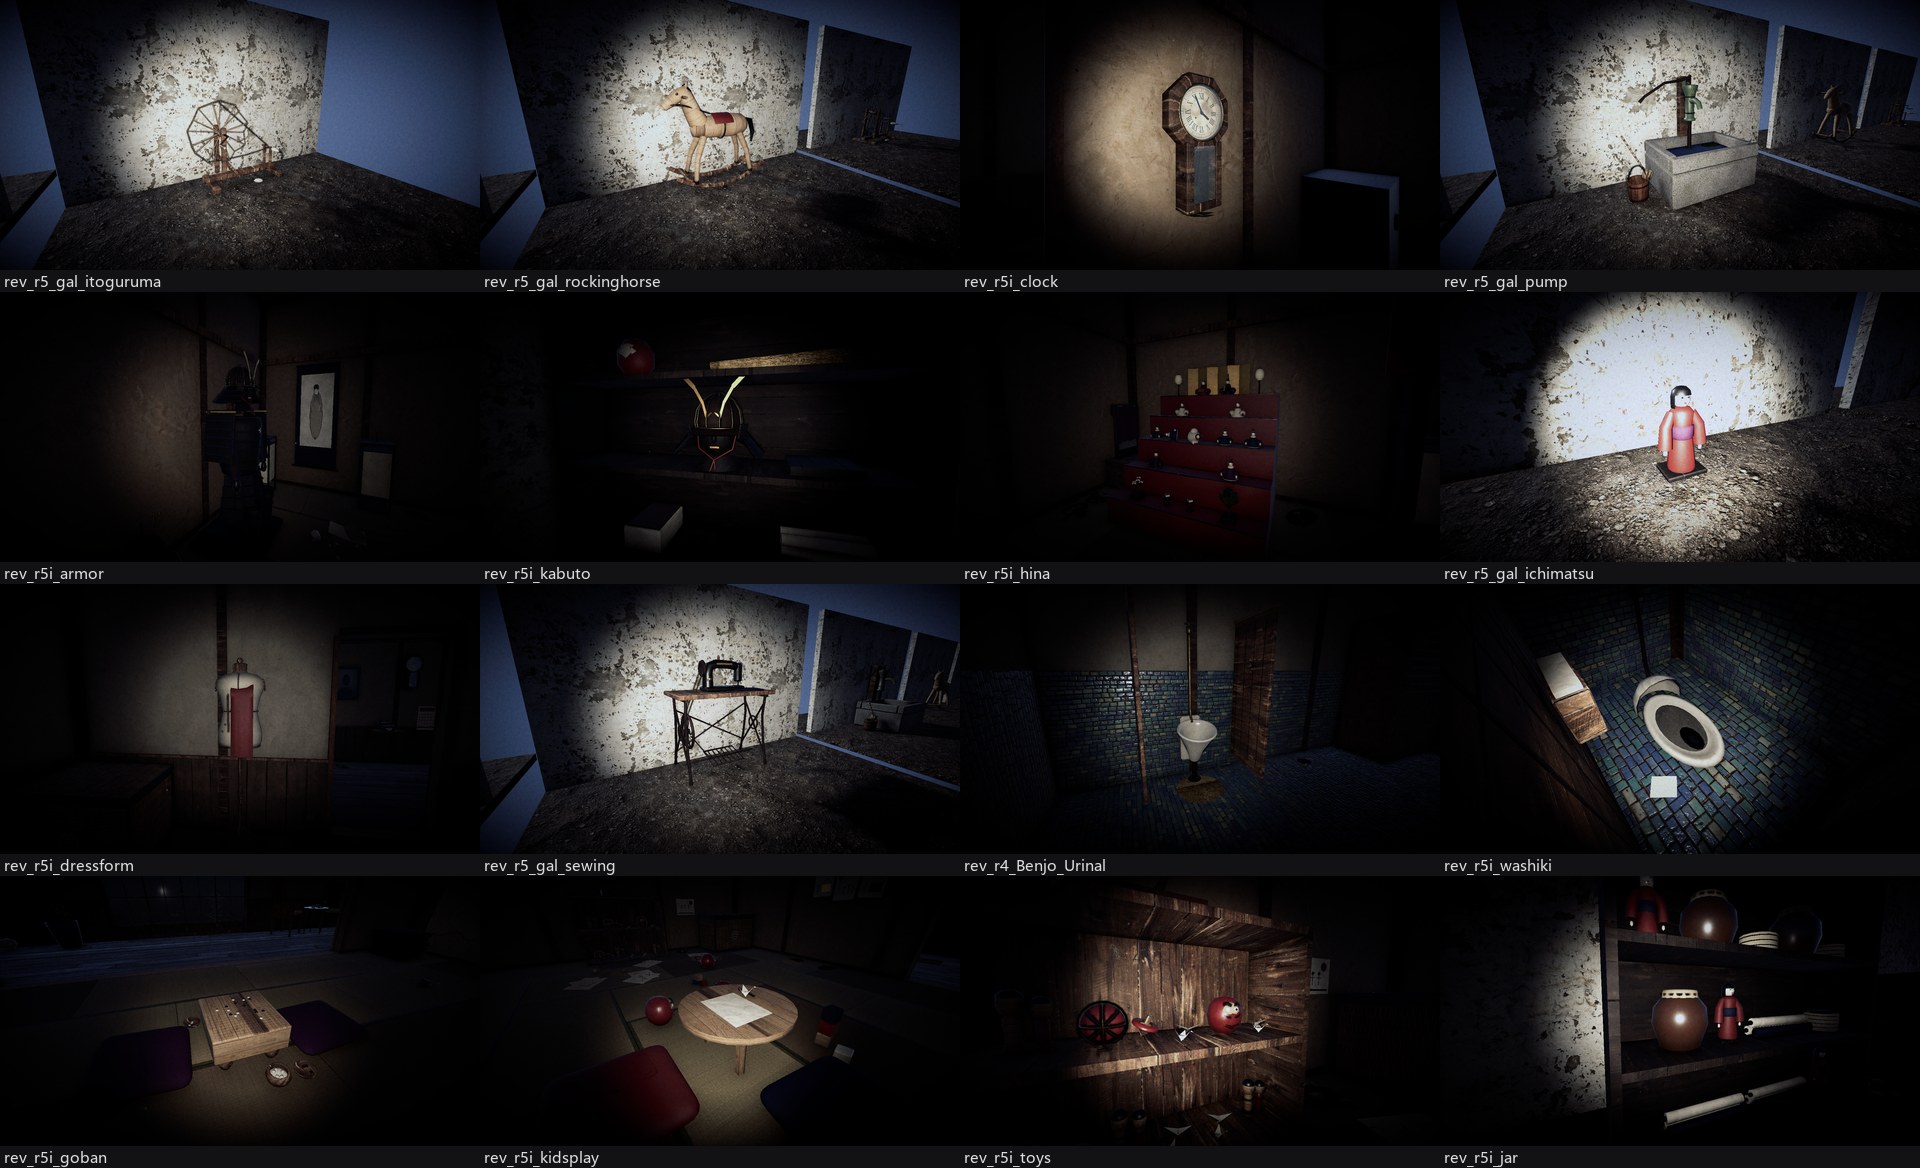 rev_r5_gal_itoguruma
rev_r5_gal_rockinghorse
rev_r5i_clock
rev_r5_gal_pump
rev_r5i_armor
rev_r5i_kabuto
rev_r5i_hina
rev_r5_gal_ichimatsu
rev_r5i_dressform
rev_r5_gal_sewing
rev_r4_Benjo_Urinal
rev_r5i_washiki
rev_r5i_goban
rev_r5i_kidsplay
rev_r5i_toys
rev_r5i_jar